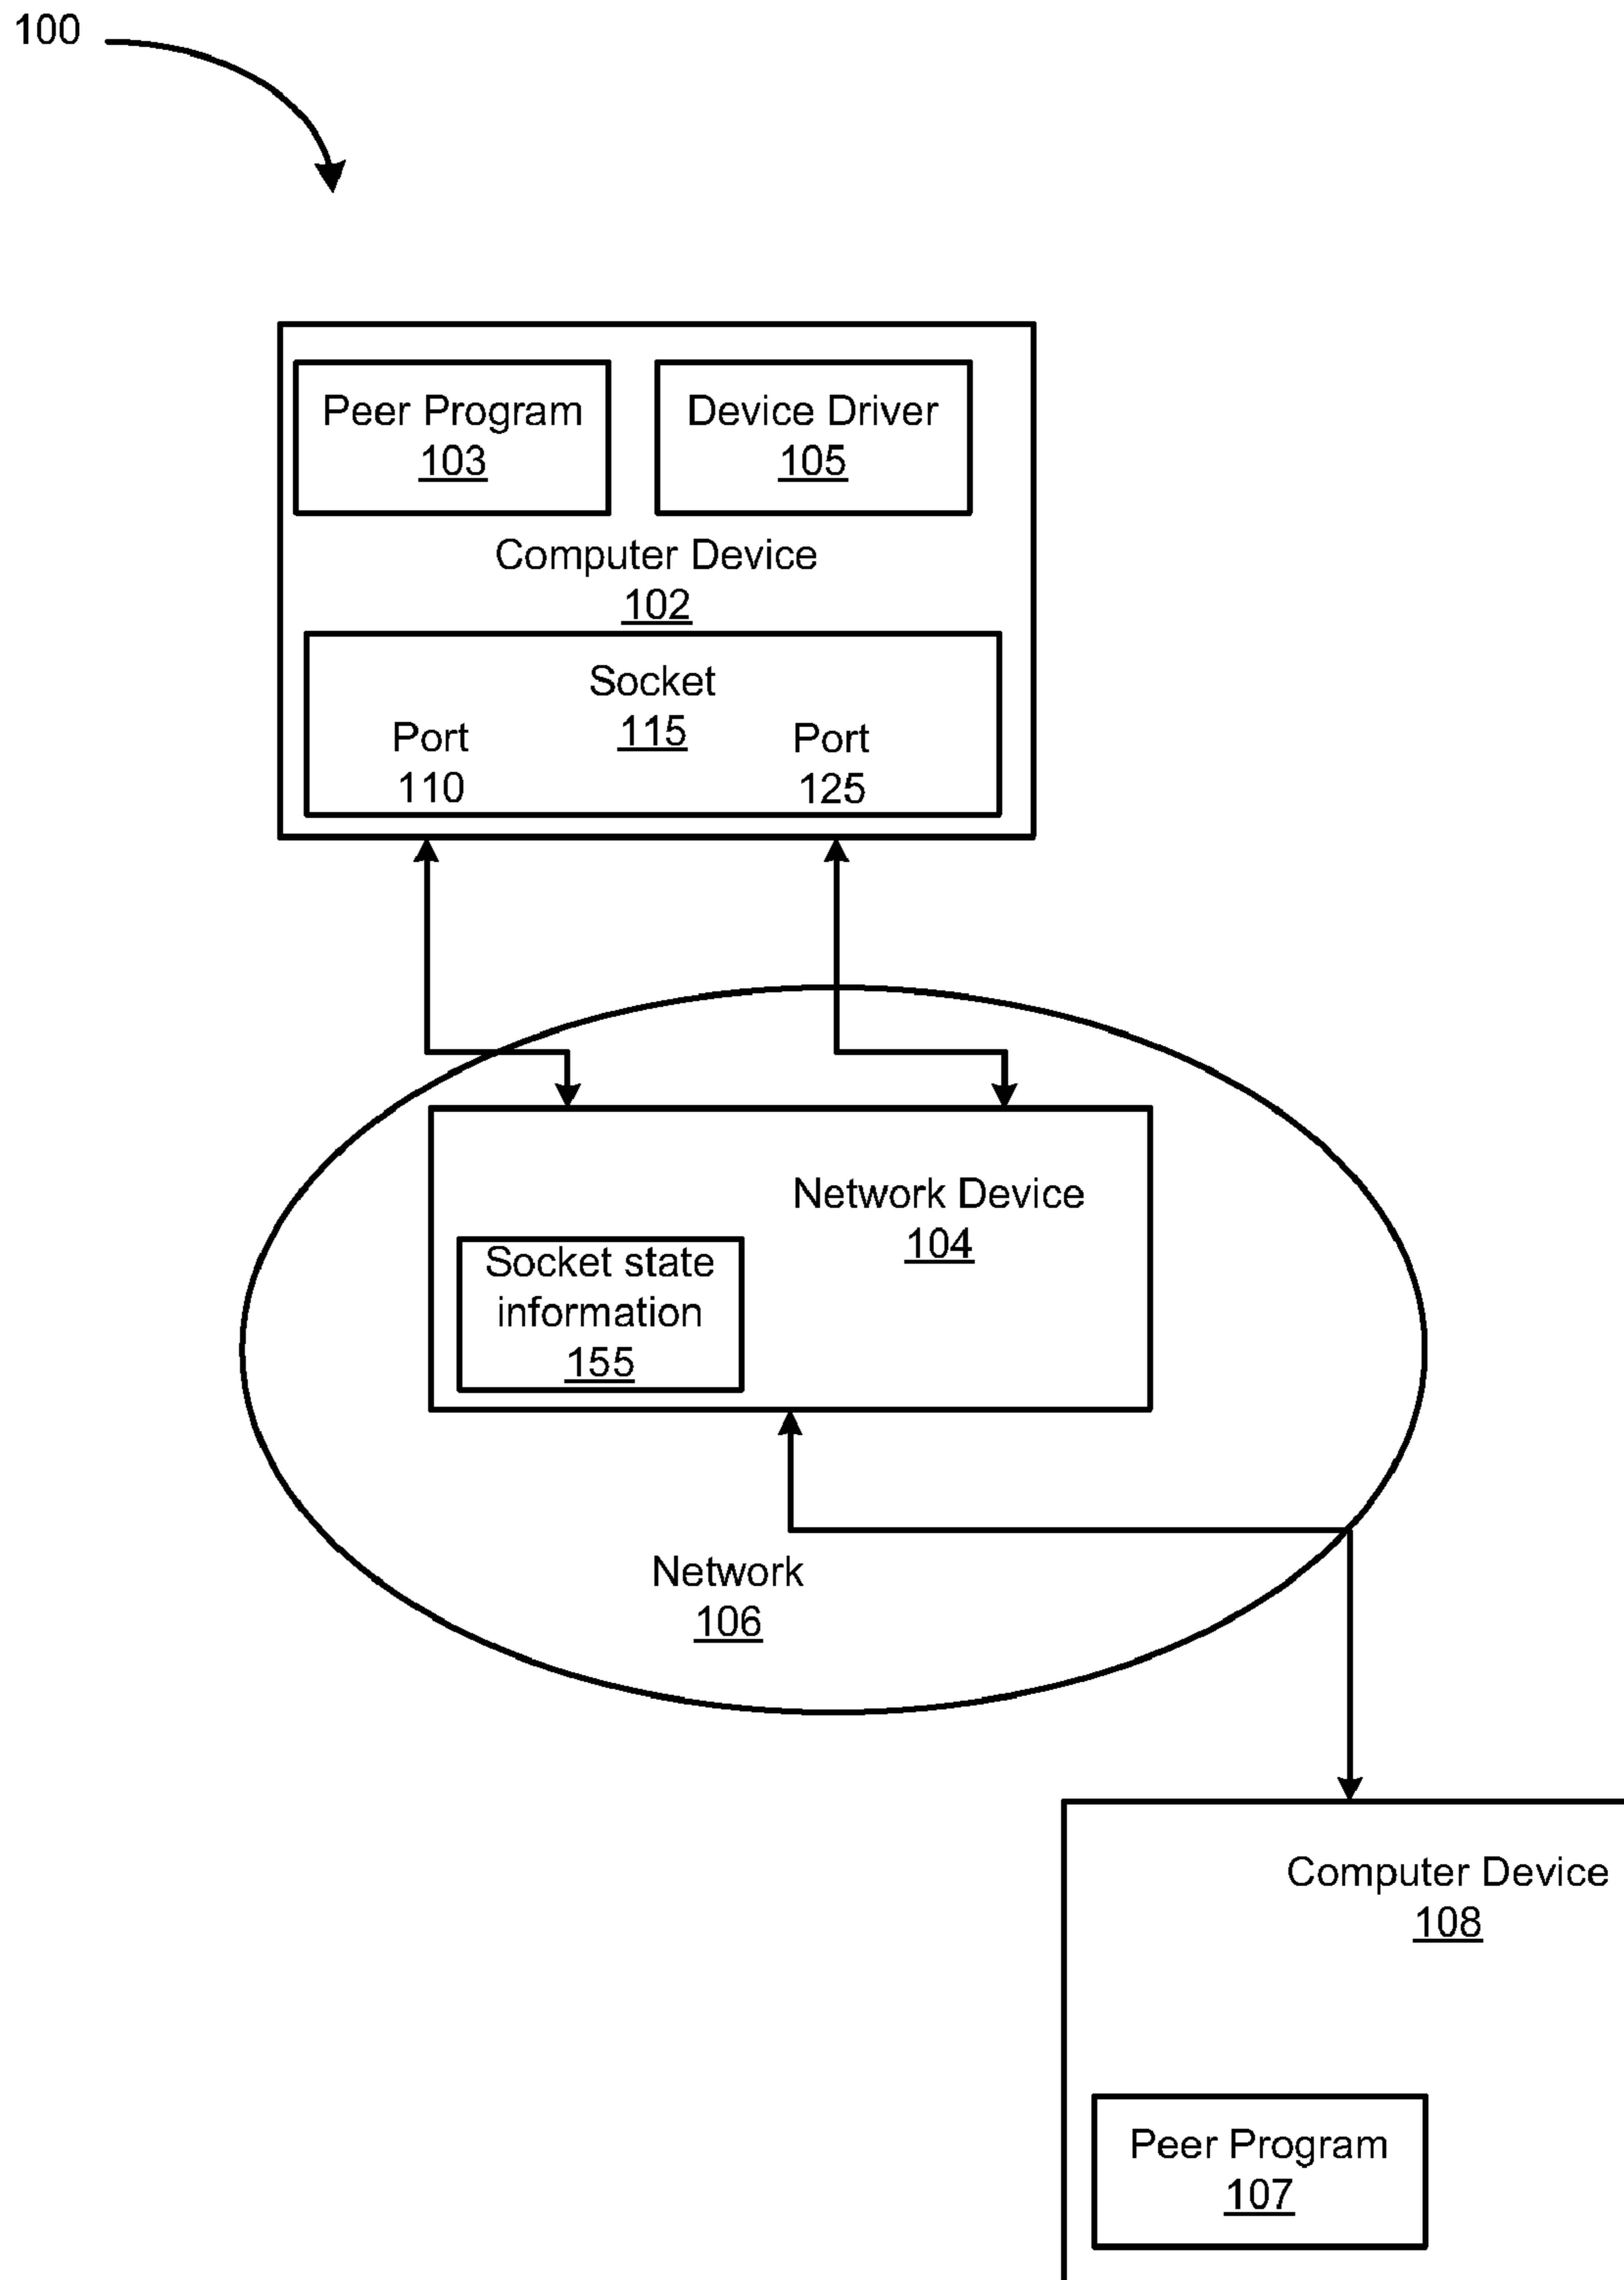 100
Peer Program
103
Device Driver
105
Computer Device
102
Socket
115
Port
110
Port
125
Network Device
104
Socket state
information
155
Network
106
Computer Device
108
Peer Program
107